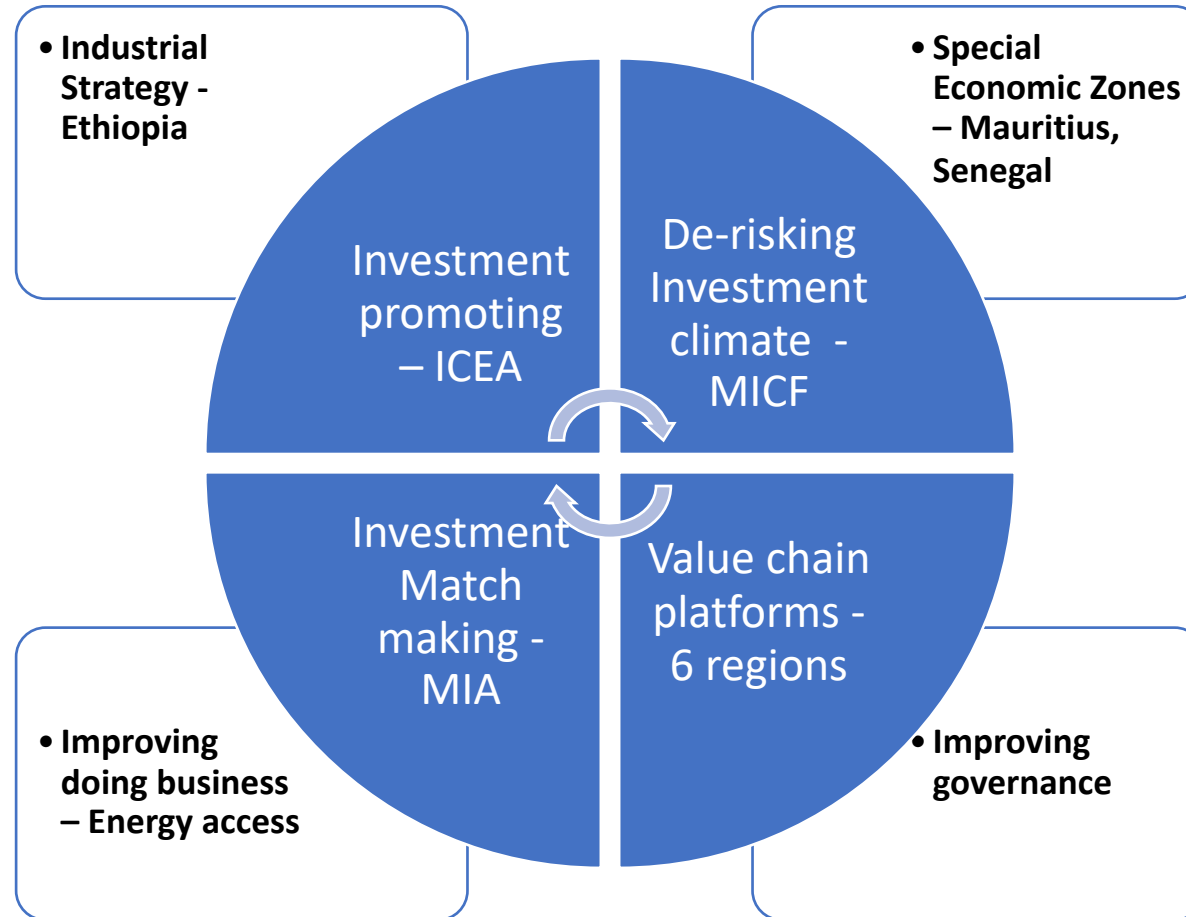 • Industrial
Strategy -
Ethiopia
• Special
Economic Zones
– Mauritius,
Senegal
Investment
promoting
– ICEA
De-risking
Investment
climate -
MICF
Investment
Match
making -
MIA
Value chain
platforms -
6 regions
• Improving
doing business
– Energy access
• Improving
governance